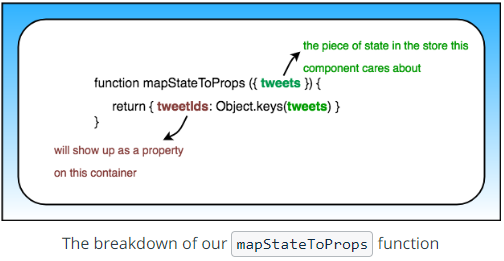 the piece of state in the store this
component cares about
function mapStateToProps ({ tweets }) {
return { tweetIds: Object.keys(tweets) }
}
will show up as a property
on this container
The breakdown of our mapStateToProps function